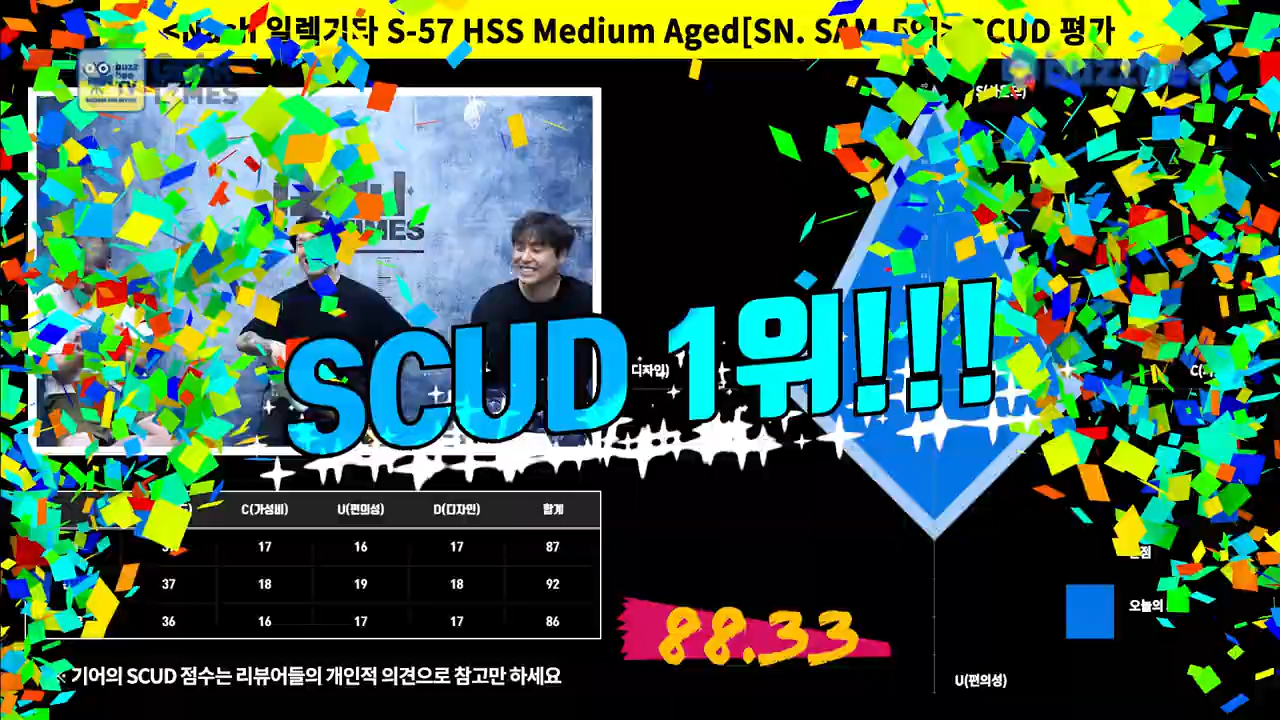 일렉기타 S-57 HSS Medium Aged[SN. SAM-59]> SCUD 평가
buzzbee
TIMES
디자인)
SCUD 1위!!!
C(가성비) U(편의성) D(디자인) 합계
17 16 17 87
37 18 19 18 92
36 16 17 17 86
88.33
오늘의
U(편의성)
※ 기어의 SCUD 점수는 리뷰어들의 개인적 의견으로 참고만 하세요